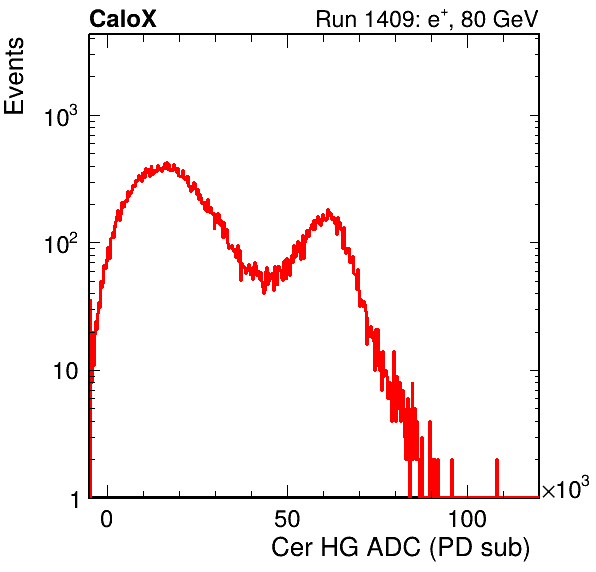 CaloX Run 1409: e⁺, 80 GeV
Events
10³
10²
10
1
0 50 100
×10³
Cer HG ADC (PD sub)